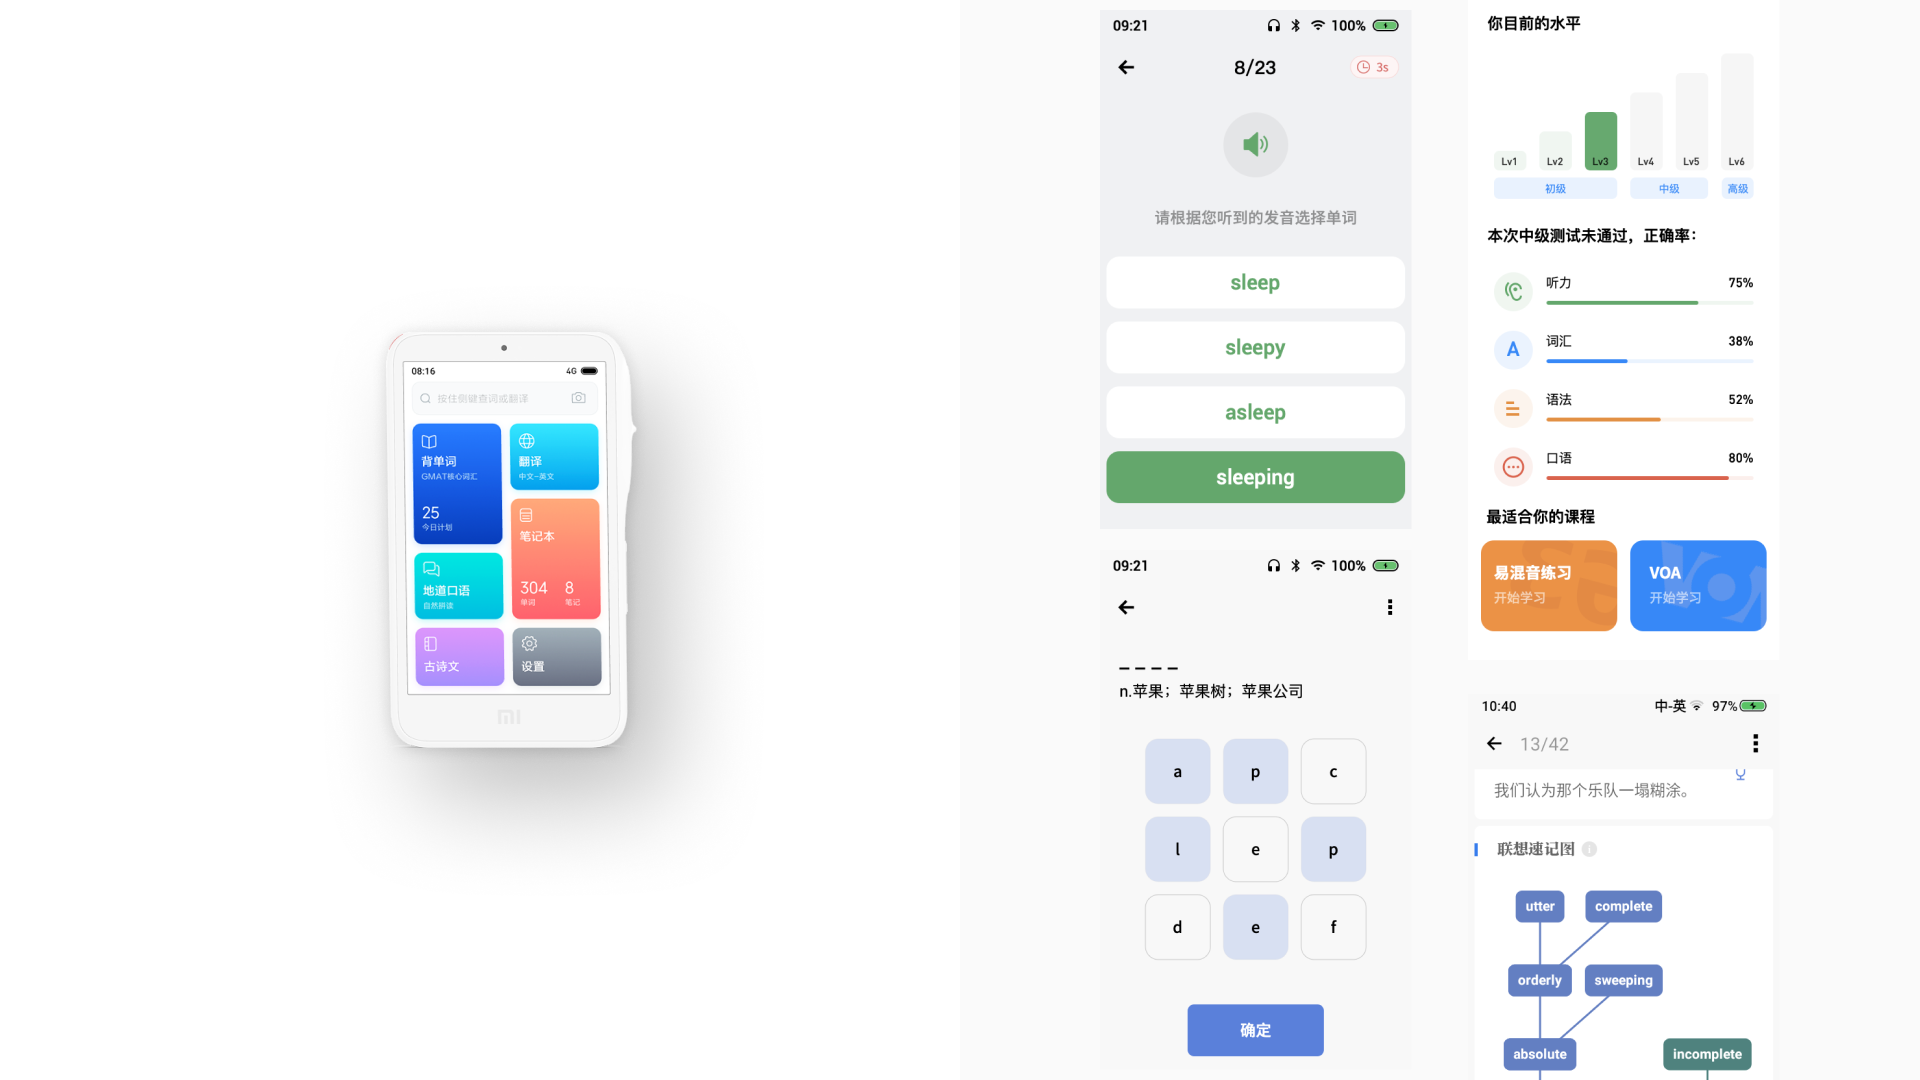 08:16
4G
按住侧键查词或翻译
背单词
GMAT核心词汇
25
今日计划
翻译
中文-英文
笔记本
304
8
单词
笔记
地道口语
自然拼读
古诗文
设置
mi
09:21
100%
8/23
3s
请根据您听到的发音选择单词
sleep
sleepy
asleep
sleeping
09:21
100%
n.苹果；苹果树；苹果公司
a
p
c
l
e
p
d
e
f
确定
你目前的水平
Lv1
Lv2
Lv3
Lv4
Lv5
Lv6
初级
中级
高级
本次中级测试未通过，正确率：
听力
75%
A
词汇
38%
语法
52%
口语
80%
最适合你的课程
易混音练习
开始学习
VOA
开始学习
10:40
中-英
97%
13/42
我们认为那个乐队一塌糊涂。
联想速记图
utter
complete
orderly
sweeping
absolute
incomplete